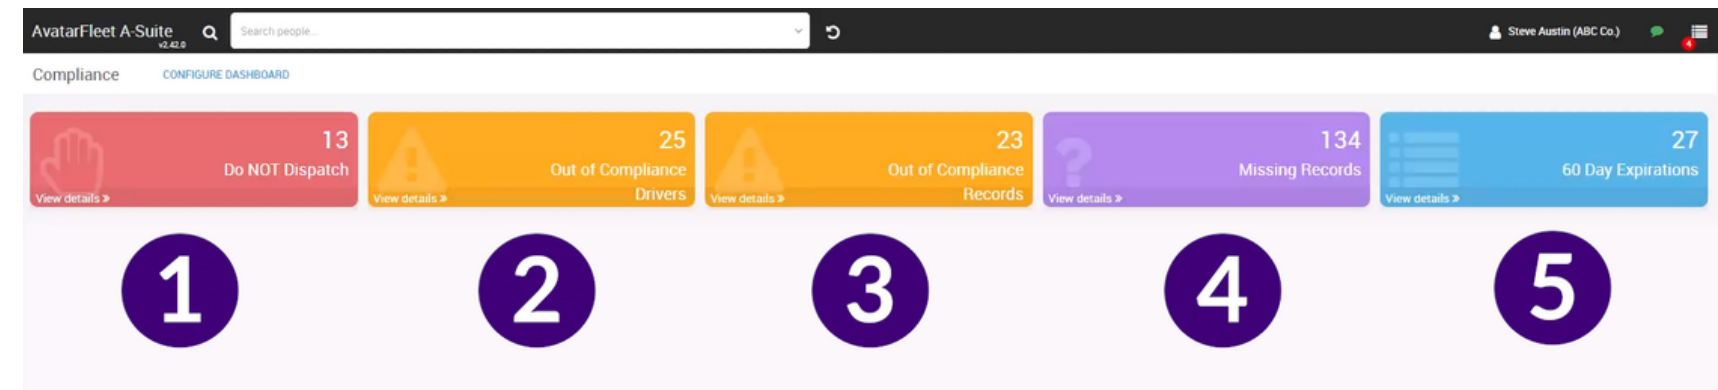 AvatarFleet A-Suite
v2.42.0
Search people...
Steve Austin (ABC Co.)
4
Compliance
CONFIGURE DASHBOARD
13
Do NOT Dispatch
View details »
25
Out of Compliance
Drivers
View details »
23
Out of Compliance
Records
View details »
134
Missing Records
View details »
27
60 Day Expirations
View details »
1
2
3
4
5